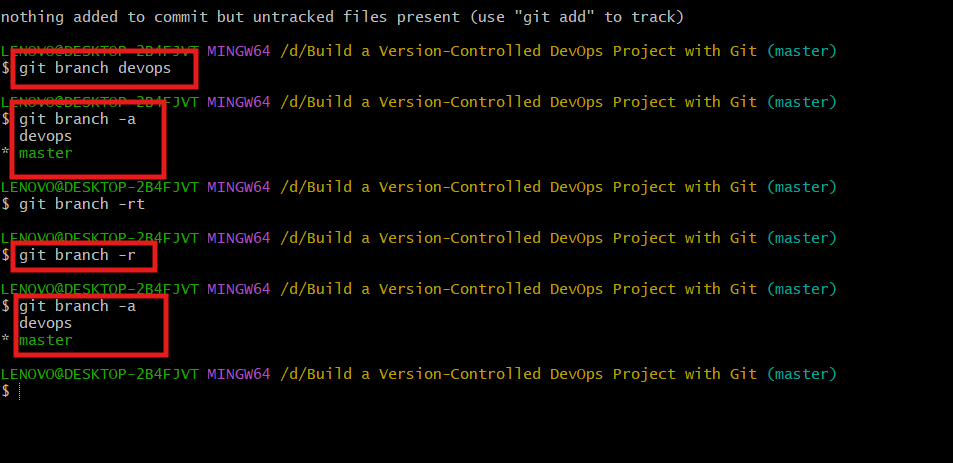 nothing added to commit but untracked files present (use "git add" to track)
LENOVO@DESKTOP-2B4FJVT MINGW64 /d/Build a Version-Controlled DevOps Project with Git (master)
$ git branch devops
LENOVO@DESKTOP-2B4FJVT MINGW64 /d/Build a Version-Controlled DevOps Project with Git (master)
$ git branch -a
devops
* master
LENOVO@DESKTOP-2B4FJVT MINGW64 /d/Build a Version-Controlled DevOps Project with Git (master)
$ git branch -rt
LENOVO@DESKTOP-2B4FJVT MINGW64 /d/Build a Version-Controlled DevOps Project with Git (master)
$ git branch -r
LENOVO@DESKTOP-2B4FJVT MINGW64 /d/Build a Version-Controlled DevOps Project with Git (master)
$ git branch -a
devops
* master
LENOVO@DESKTOP-2B4FJVT MINGW64 /d/Build a Version-Controlled DevOps Project with Git (master)
$